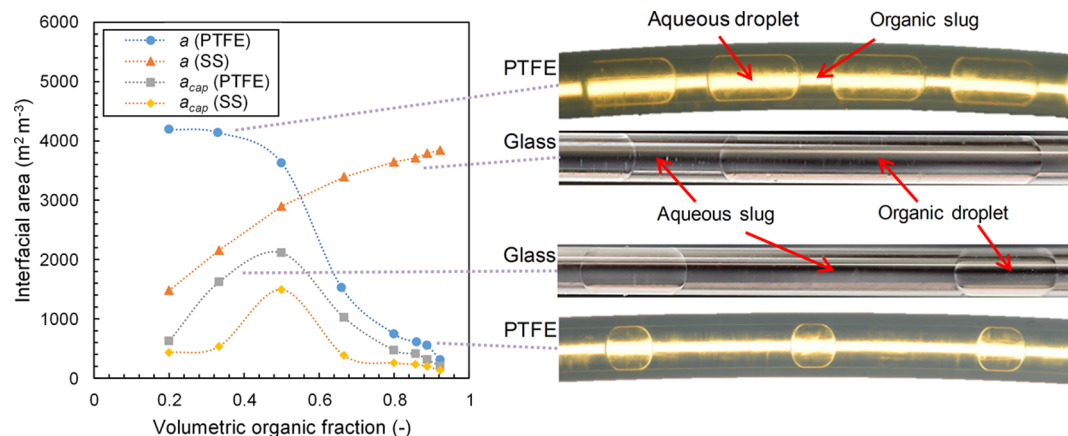 6000
5000
4000
3000
2000
1000
0
Interfacial area (m² m⁻³)
a (PTFE)
a (SS)
a_cap (PTFE)
a_cap (SS)
0
0.2
0.4
0.6
0.8
1
Volumetric organic fraction (-)
Aqueous droplet
Organic slug
PTFE
Glass
Aqueous slug
Organic droplet
Glass
PTFE